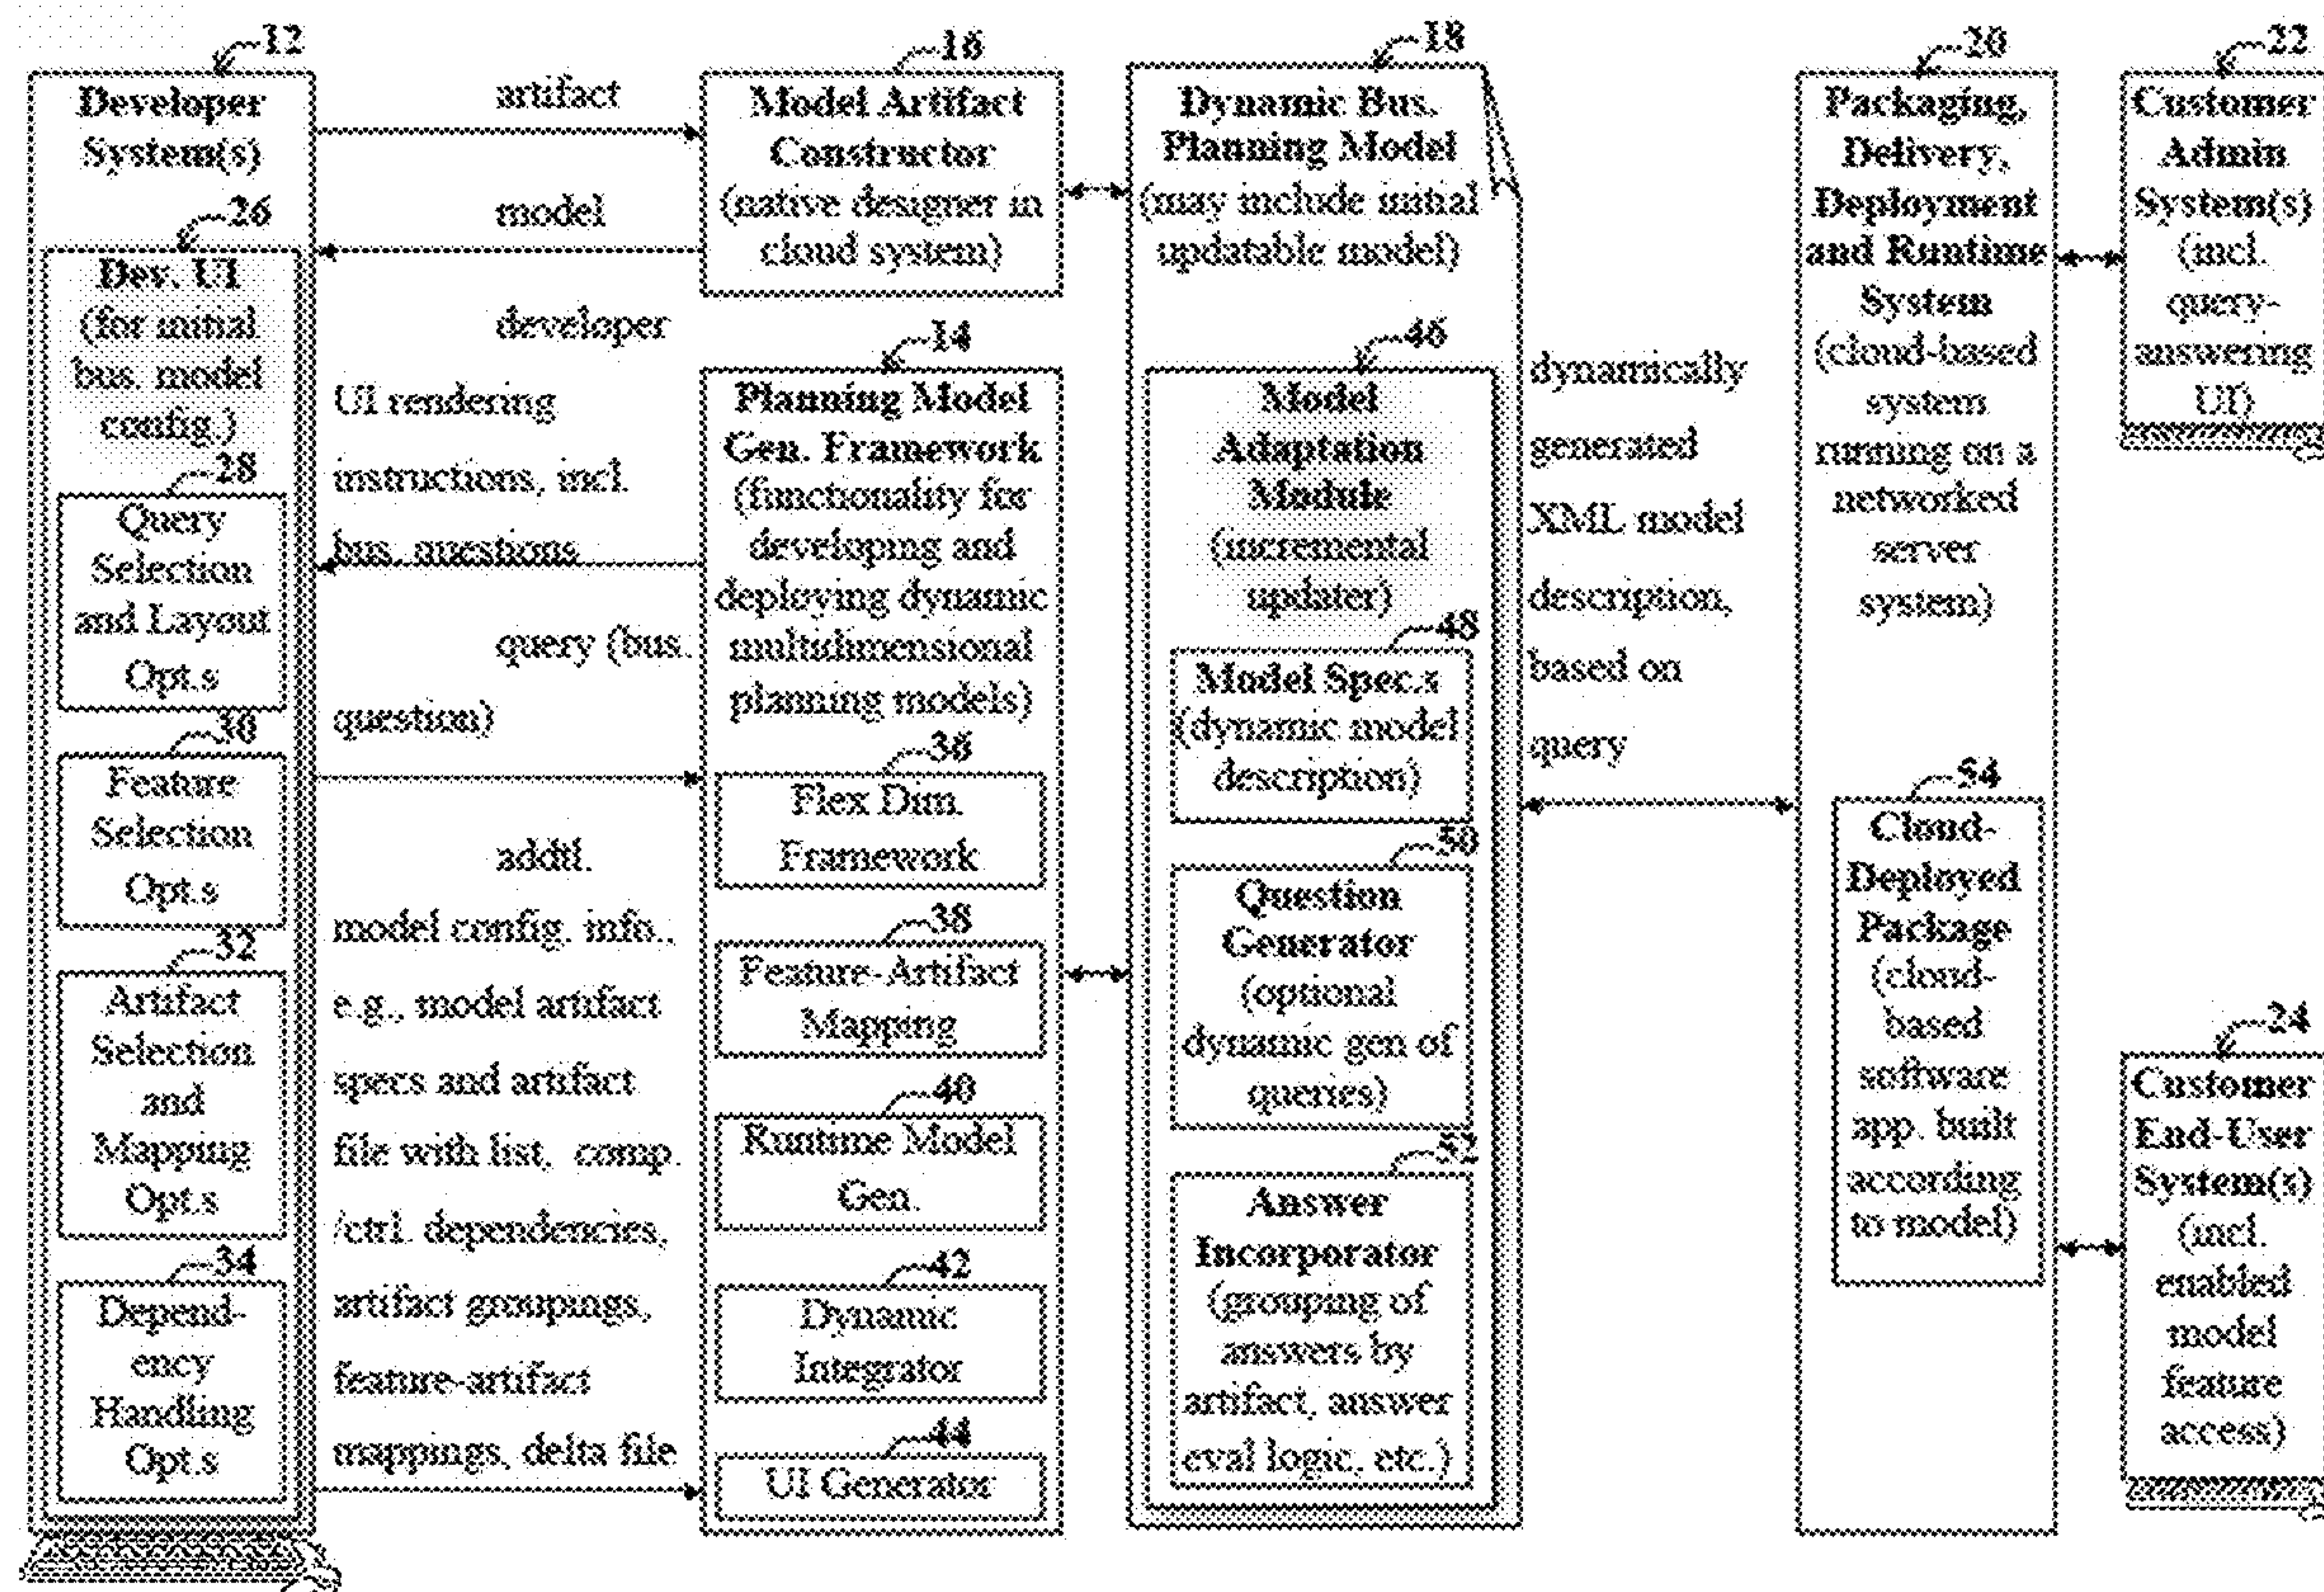 12
Developer
System(s)
26
Dev. UI
(for initial
bus. model
config.)
28
Query
Selection
and Layout
Opt.s
30
Feature
Selection
Opt.s
32
Artifact
Selection
and
Mapping
Opt.s
34
Depend-
ency
Handling
Opt.s
artifact
model
developer
UI rendering
instructions, incl.
bus. questions
query (bus.
question)
addtl.
model config. info.,
e.g., model artifact
specs and artifact
file with list, comp.
/ctrl. dependencies,
artifact groupings,
feature-artifact
mappings, delta file
16
Model Artifact
Constructor
(native designer in
cloud system)
14
Planning Model
Gen. Framework
(functionality for
developing and
deploying dynamic
multidimensional
planning models)
36
Flex Dim.
Framework
38
Feature-Artifact
Mapping
40
Runtime Model
Gen.
42
Dynamic
Integrator
44
UI Generator
18
Dynamic Bus.
Planning Model
(may include initial
updatable model)
46
Model
Adaptation
Module
(incremental
updater)
48
Model Spec.s
(dynamic model
description)
50
Question
Generator
(optional
dynamic gen of
queries)
52
Answer
Incorporator
(grouping of
answers by
artifact, answer
eval logic, etc.)
dynamically
generated
XML model
description,
based on
query
20
Packaging,
Delivery,
Deployment
and Runtime
System
(cloud-based
system
running on a
networked
server
system)
54
Cloud-
Deployed
Package
(cloud-
based
software
app. built
according
to model)
22
Customer
Admin
System(s)
(incl.
query-
answering
UI)
24
Customer
End-User
System(s)
(incl.
enabled
model
feature
access)